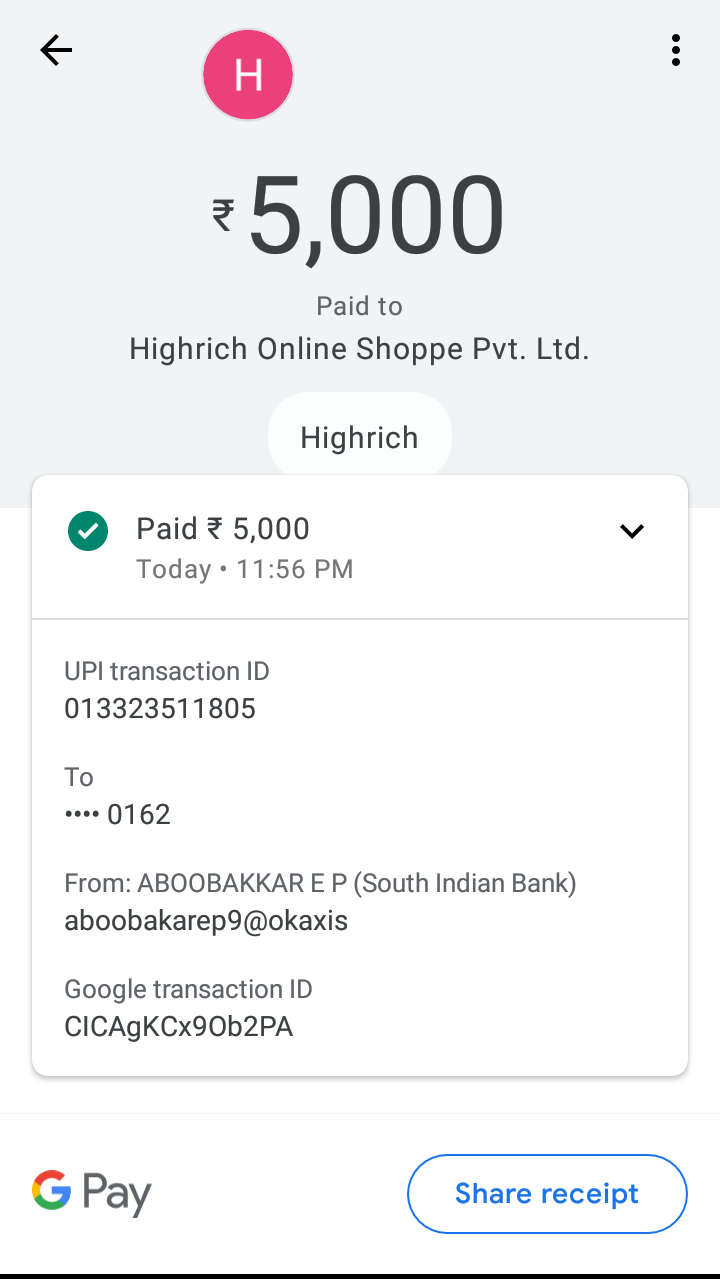 H
₹5,000
Paid to
Highrich Online Shoppe Pvt. Ltd.
Highrich
Paid ₹ 5,000
Today • 11:56 PM
UPI transaction ID
013323511805
To
•••• 0162
From: ABOOBAKKAR E P (South Indian Bank)
aboobakarep9@okaxis
Google transaction ID
CICAgKCx9Ob2PA
G Pay
Share receipt